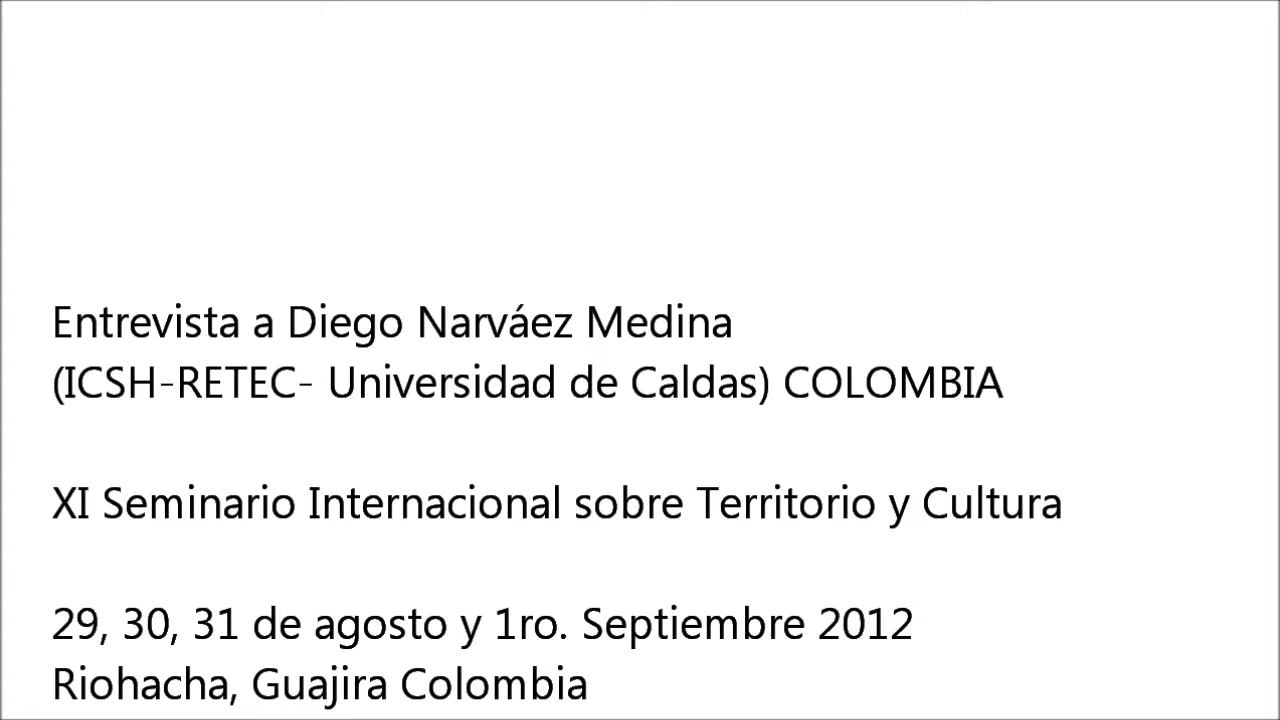 Entrevista a Diego Narváez Medina
(ICSH-RETEC- Universidad de Caldas) COLOMBIA
XI Seminario Internacional sobre Territorio y Cultura
29, 30, 31 de agosto y 1ro. Septiembre 2012
Riohacha, Guajira Colombia